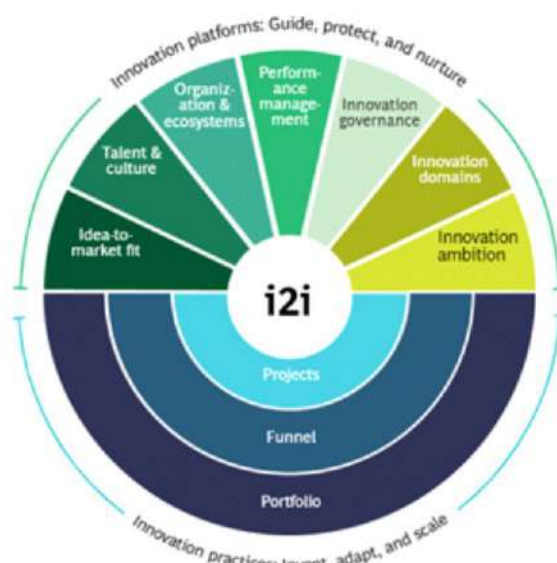 Innovation platforms: Guide, protect, and nurture
Idea-to-
market fit
Talent &
culture
Organiz-
ation &
ecosystems
Perform-
ance
manage-
ment
Innovation
governance
Innovation
domains
Innovation
ambition
i2i
Projects
Funnel
Portfolio
Innovation practices: Invent, adapt, and scale